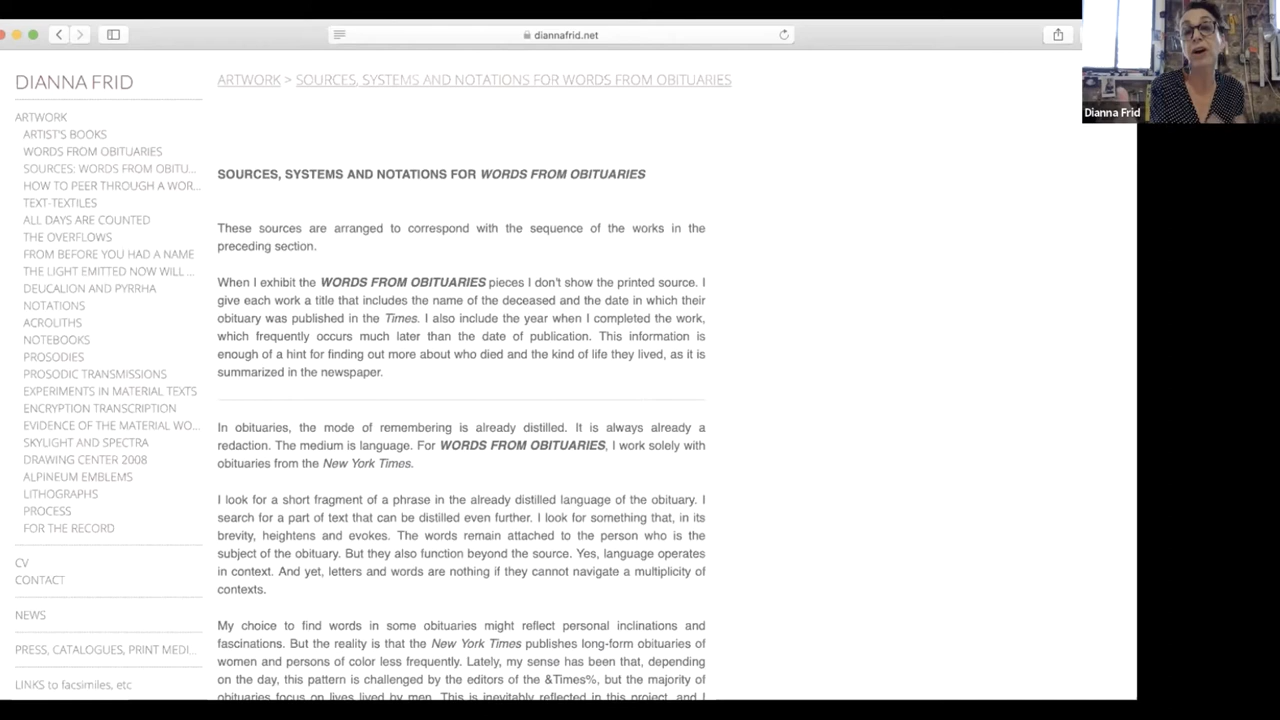 diannafrid.net
Dianna Frid
DIANNA FRID
ARTWORK
ARTIST'S BOOKS
WORDS FROM OBITUARIES
SOURCES: WORDS FROM OBITU...
HOW TO PEER THROUGH A WOR...
TEXT-TEXTILES
ALL DAYS ARE COUNTED
THE OVERFLOWS
FROM BEFORE YOU HAD A NAME
THE LIGHT EMITTED NOW WILL ...
DEUCALION AND PYRRHA
NOTATIONS
ACROLITHS
NOTEBOOKS
PROSODIES
PROSODIC TRANSMISSIONS
EXPERIMENTS IN MATERIAL TEXTS
ENCRYPTION TRANSCRIPTION
EVIDENCE OF THE MATERIAL WO...
SKYLIGHT AND SPECTRA
DRAWING CENTER 2008
ALPINEUM EMBLEMS
LITHOGRAPHS
PROCESS
FOR THE RECORD
CV
CONTACT
NEWS
PRESS, CATALOGUES, PRINT MEDI...
LINKS to facsimiles, etc
ARTWORK > SOURCES, SYSTEMS AND NOTATIONS FOR WORDS FROM OBITUARIES
SOURCES, SYSTEMS AND NOTATIONS FOR WORDS FROM OBITUARIES
These sources are arranged to correspond with the sequence of the works in the
preceding section.
When I exhibit the WORDS FROM OBITUARIES pieces I don't show the printed source. I
give each work a title that includes the name of the deceased and the date in which their
obituary was published in the Times. I also include the year when I completed the work,
which frequently occurs much later than the date of publication. This information is
enough of a hint for finding out more about who died and the kind of life they lived, as it is
summarized in the newspaper.
In obituaries, the mode of remembering is already distilled. It is always already a
redaction. The medium is language. For WORDS FROM OBITUARIES, I work solely with
obituaries from the New York Times.
I look for a short fragment of a phrase in the already distilled language of the obituary. I
search for a part of text that can be distilled even further. I look for something that, in its
brevity, heightens and evokes. The words remain attached to the person who is the
subject of the obituary. But they also function beyond the source. Yes, language operates
in context. And yet, letters and words are nothing if they cannot navigate a multiplicity of
contexts.
My choice to find words in some obituaries might reflect personal inclinations and
fascinations. But the reality is that the New York Times publishes long-form obituaries of
women and persons of color less frequently. Lately, my sense has been that, depending
on the day, this pattern is challenged by the editors of the &Times%, but the majority of
obituaries focus on lives lived by men. This is inevitably reflected in this project, and I